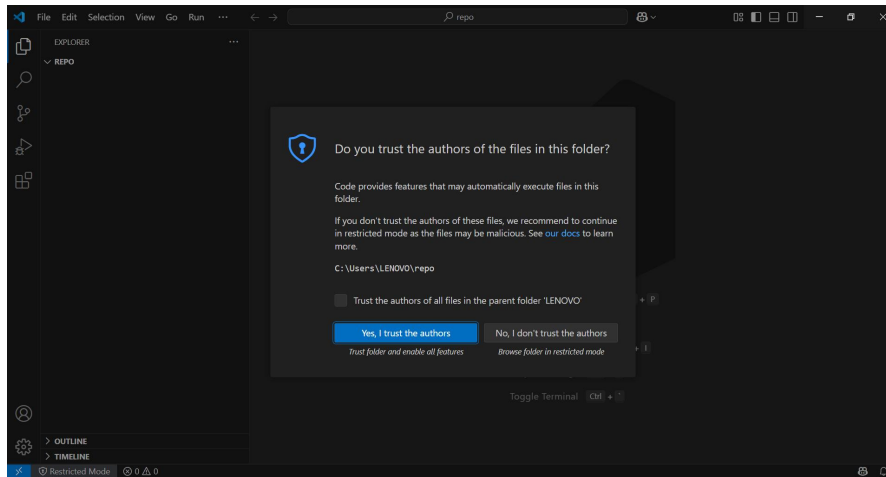 File Edit Selection View Go Run ··· ← → repo
EXPLORER ···
REPO
Do you trust the authors of the files in this folder?
Code provides features that may automatically execute files in this
folder.
If you don't trust the authors of these files, we recommend to continue
in restricted mode as the files may be malicious. See our docs to learn
more.
C:\Users\LENOVO\repo
Trust the authors of all files in the parent folder 'LENOVO'
+ P
Yes, I trust the authors No, I don't trust the authors
Trust folder and enable all features Browse folder in restricted mode
+ I
Toggle Terminal Ctrl + `
> OUTLINE
> TIMELINE
Restricted Mode 0 0